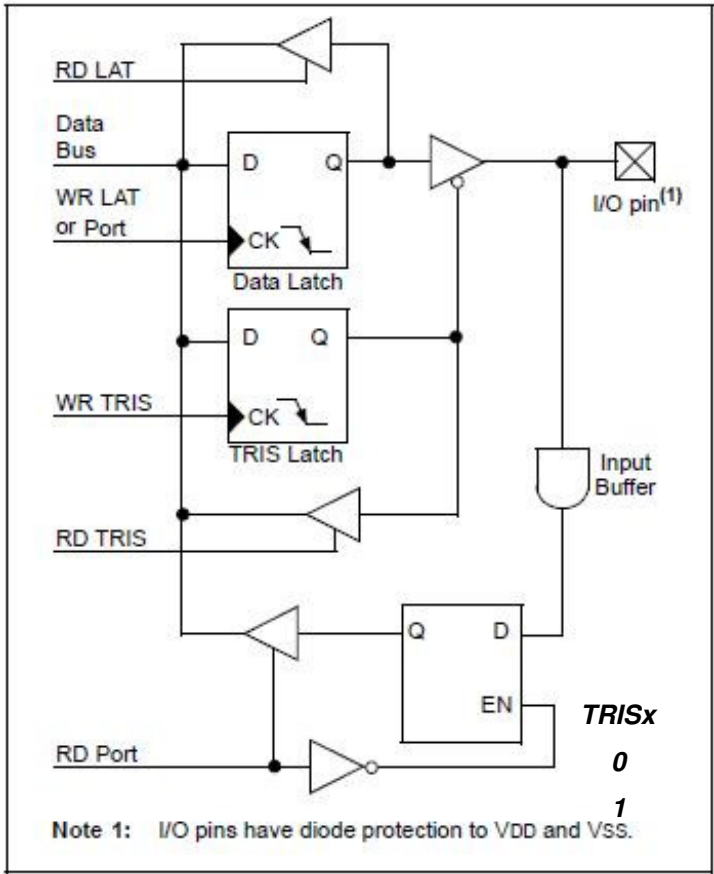 RD LAT
Data
Bus
D Q
WR LAT
or Port
CK
Data Latch
I/O pin(1)
D Q
WR TRIS
CK
TRIS Latch
Input
Buffer
RD TRIS
Q D
EN
TRISx
RD Port
0
1
Note 1: I/O pins have diode protection to VDD and VSS.